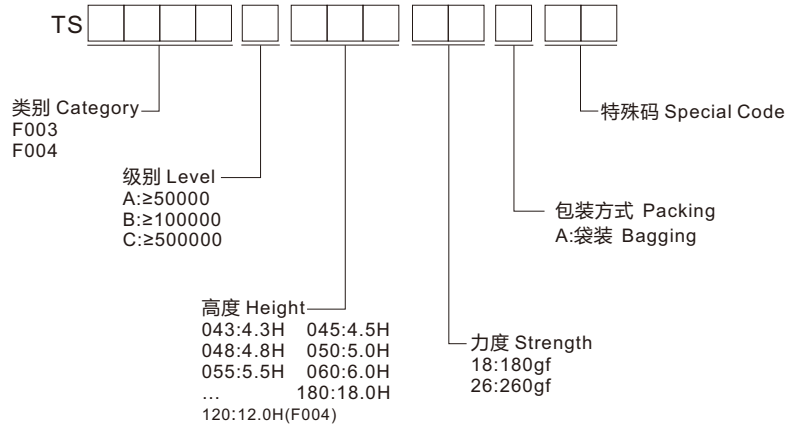 TS
类别 Category
F003
F004
级别 Level
A:≥50000
B:≥100000
C:≥500000
高度 Height
043:4.3H 045:4.5H
048:4.8H 050:5.0H
055:5.5H 060:6.0H
... 180:18.0H
120:12.0H(F004)
力度 Strength
18:180gf
26:260gf
包装方式 Packing
A:袋装 Bagging
特殊码 Special Code